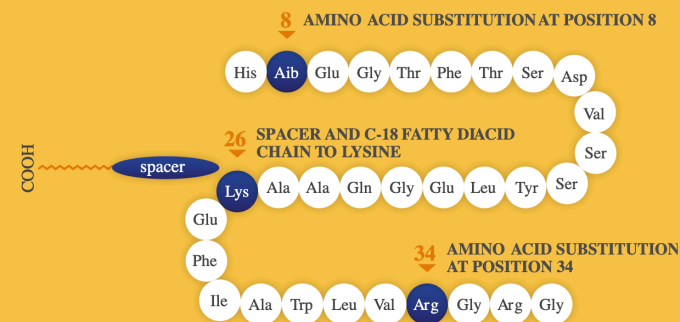 8 AMINO ACID SUBSTITUTION AT POSITION 8
His Aib Glu Gly Thr Phe Thr Ser Asp
Val
Ser
26 SPACER AND C-18 FATTY DIACID
CHAIN TO LYSINE
COOH
spacer
Lys Ala Ala Gln Gly Glu Leu Tyr Ser
Glu
Phe
34 AMINO ACID SUBSTITUTION
AT POSITION 34
Ile Ala Trp Leu Val Arg Gly Arg Gly